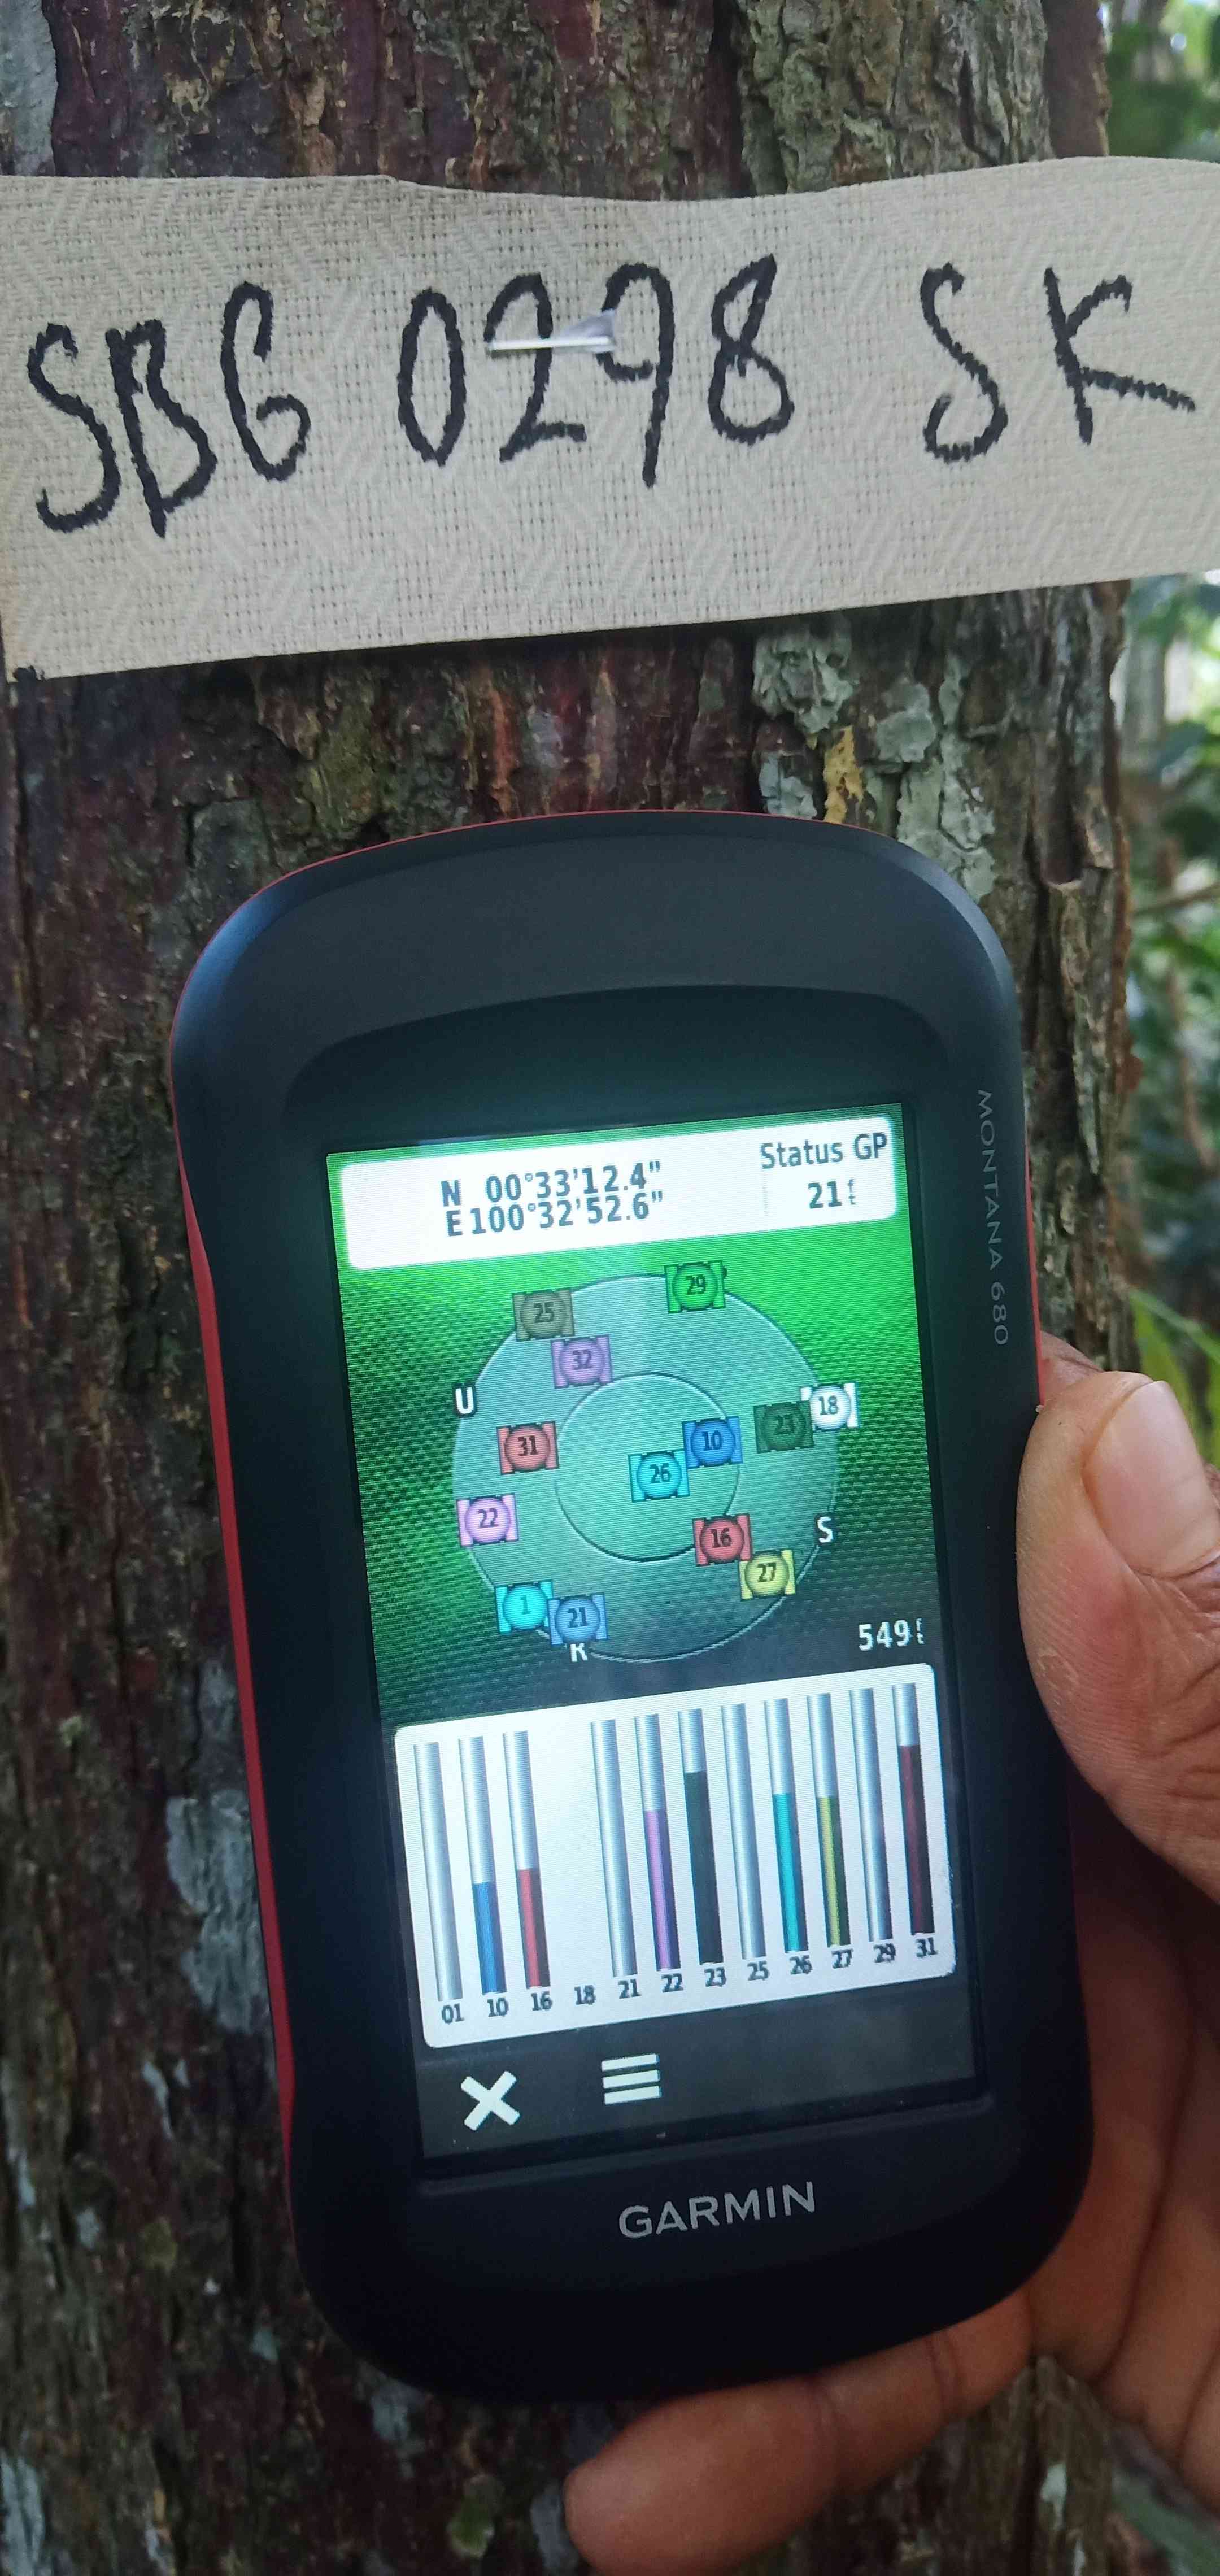 SBG 0298 SK
MONTANA 680
N 00°33'12.4"
E 100°32'52.6"
Status GP
21ft
29
25
32
U
18
23
10
31
26
22
16
S
27
1
21
549ft
01 10 16 18 21 22 23 25 26 27 29 31
GARMIN